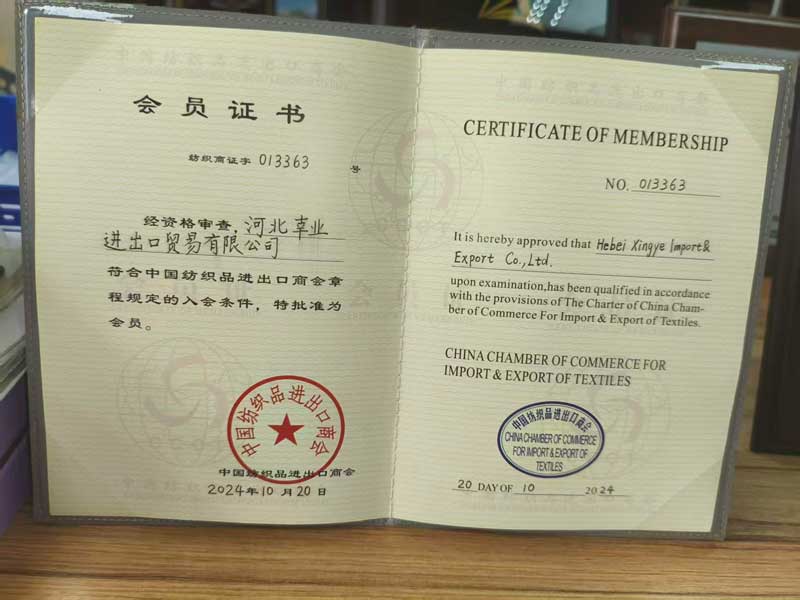 会员证书
纺织商证字 013363 号
经资格审查，河北草业
进出口贸易有限公司
符合中国纺织品进出口商会章
程规定的入会条件，特批准为
会员。
中国纺织品进出口商会
中国纺织品进出口商会
2024年10月20日
CERTIFICATE OF MEMBERSHIP
NO. 013363
It is hereby approved that Hebei Xingye Import&
Export Co.,Ltd.
upon examination,has been qualified in accordance
with the provisions of The Charter of China Cham-
ber of Commerce For Import & Export of Textiles.
CHINA CHAMBER OF COMMERCE FOR
IMPORT & EXPORT OF TEXTILES
中国纺织品进出口商会
CHINA CHAMBER OF COMMERCE
FOR IMPORT & EXPORT OF
TEXTILES
20 DAY OF 10 2024